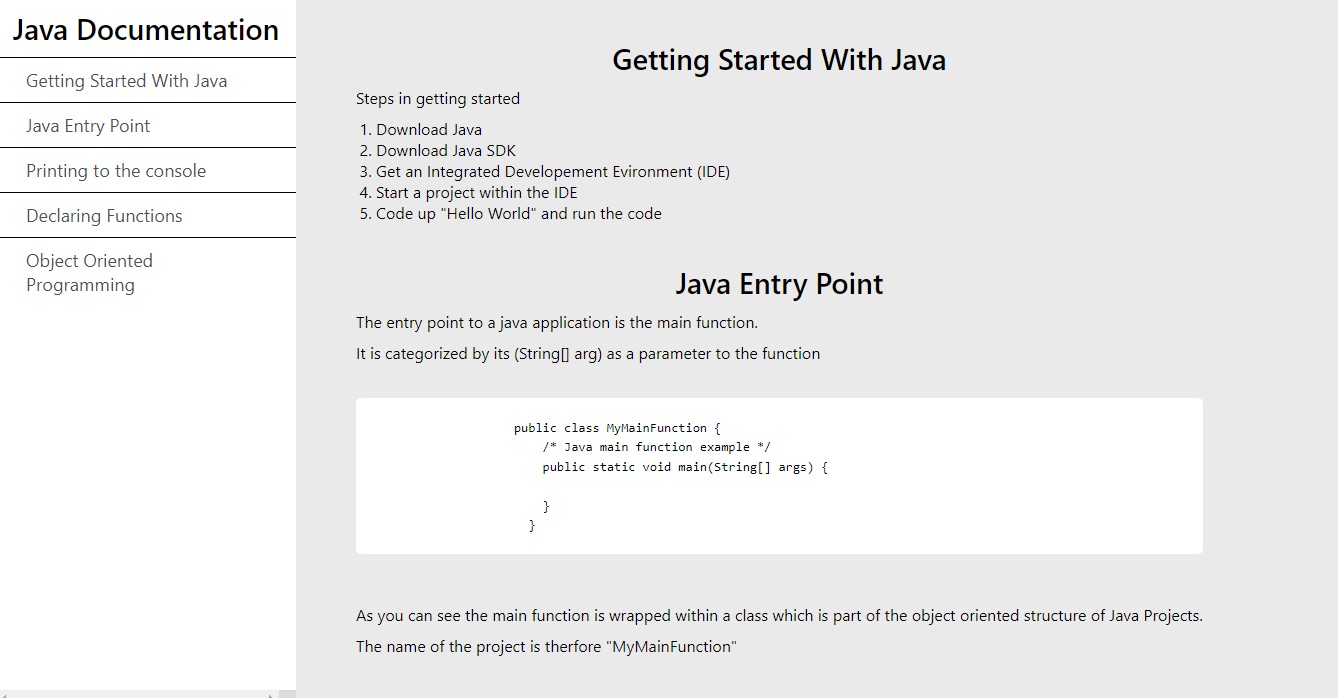 Java Documentation
Getting Started With Java
Java Entry Point
Printing to the console
Declaring Functions
Object Oriented
Programming
Getting Started With Java
Steps in getting started
1. Download Java
2. Download Java SDK
3. Get an Integrated Developement Evironment (IDE)
4. Start a project within the IDE
5. Code up "Hello World" and run the code
Java Entry Point
The entry point to a java application is the main function.
It is categorized by its (String[] arg) as a parameter to the function
public class MyMainFunction {
/* Java main function example */
public static void main(String[] args) {
}
}
As you can see the main function is wrapped within a class which is part of the object oriented structure of Java Projects.
The name of the project is therfore "MyMainFunction"